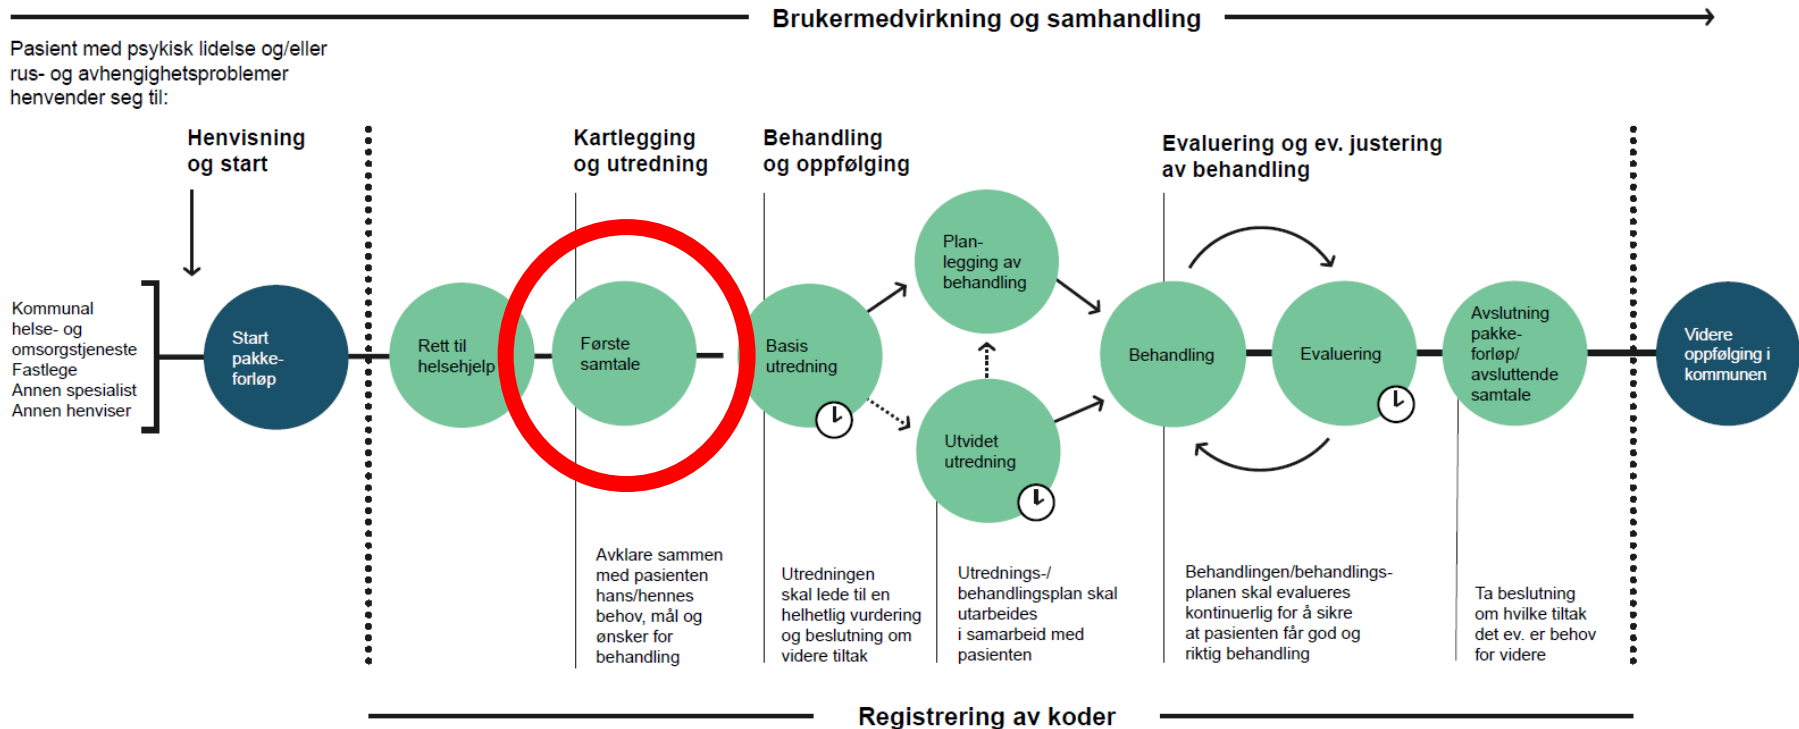 Brukermedvirkning og samhandling
Pasient med psykisk lidelse og/eller
rus- og avhengighetsproblemer
henvender seg til:
Henvisning
og start
Kartlegging
og utredning
Behandling
og oppfølging
Evaluering og ev. justering
av behandling
Kommunal
helse- og
omsorgstjeneste
Fastlege
Annen spesialist
Annen henviser
Start
pakke-
forløp
Rett til
helsehjelp
Første
samtale
Basis
utredning
Plan-
legging av
behandling
Utvidet
utredning
Behandling
Evaluering
Avslutning
pakke-
forløp/
avsluttende
samtale
Videre
oppfølging i
kommunen
Avklare sammen
med pasienten
hans/hennes
behov, mål og
ønsker for
behandling
Utredningen
skal lede til en
helhetlig vurdering
og beslutning om
videre tiltak
Utrednings-/
behandlingsplan skal
utarbeides
i samarbeid med
pasienten
Behandlingen/behandlings-
planen skal evalueres
kontinuerlig for å sikre
at pasienten får god og
riktig behandling
Ta beslutning
om hvilke tiltak
det ev. er behov
for videre
Registrering av koder